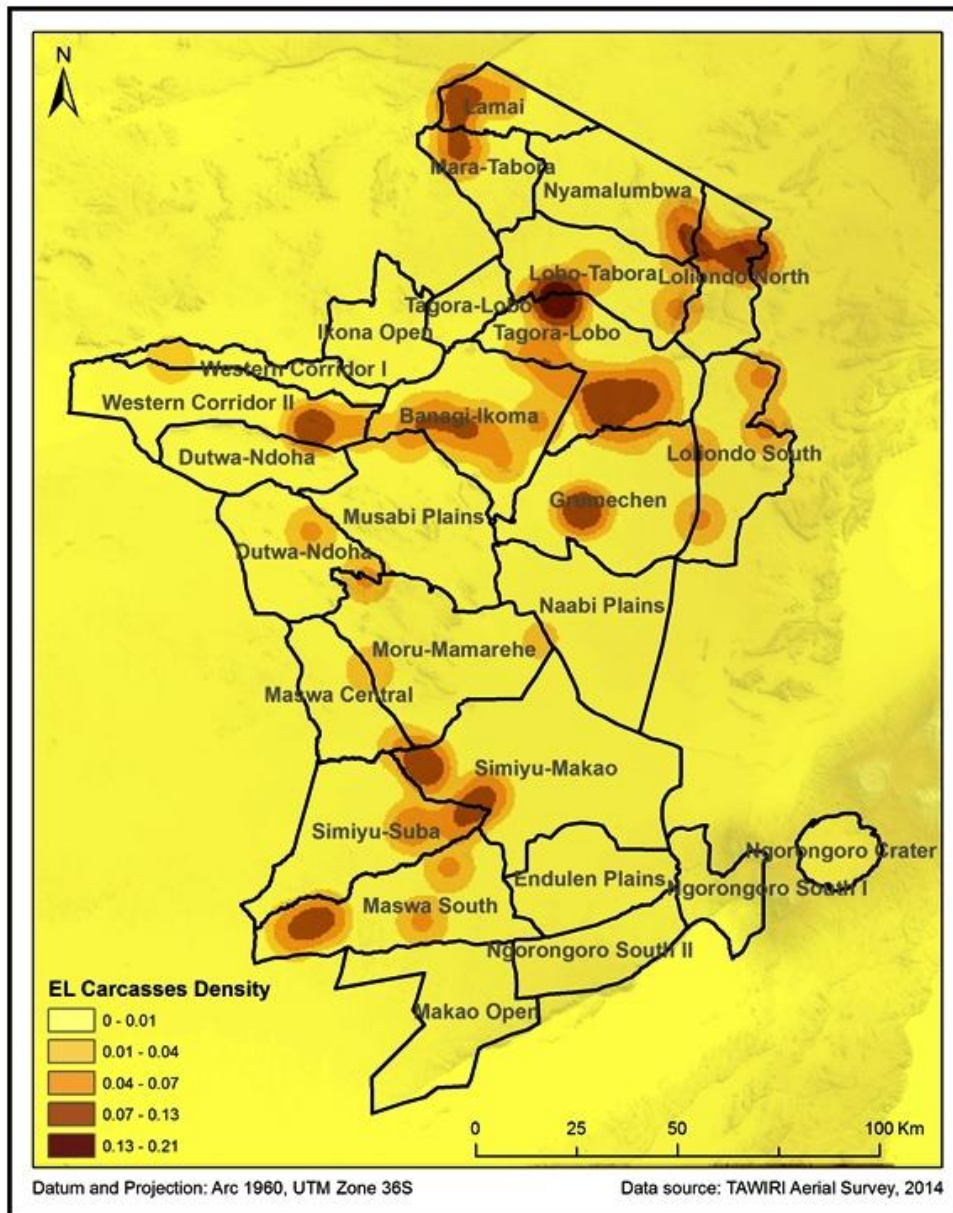 N
Lamai
Mara-Tabora
Nyamalumbwa
Lobo-Tabora
Loliondo North
Tagora-Lobo
Ikona Open
Tagora-Lobo
Western Corridor I
Western Corridor II
Banagi-Ikoma
Dutwa-Ndoha
Loliondo South
Grumechen
Musabi Plains
Dutwa-Ndoha
Naabi Plains
Moru-Mamarehe
Maswa Central
Simiyu-Makao
Simiyu-Suba
Ngorongoro Crater
Endulen Plains
Ngorongoro South I
Maswa South
Ngorongoro South II
Makao Open
EL Carcasses Density
0 - 0.01
0.01 - 0.04
0.04 - 0.07
0.07 - 0.13
0.13 - 0.21
0 25 50 100 Km
Datum and Projection: Arc 1960, UTM Zone 36S
Data source: TAWIRI Aerial Survey, 2014